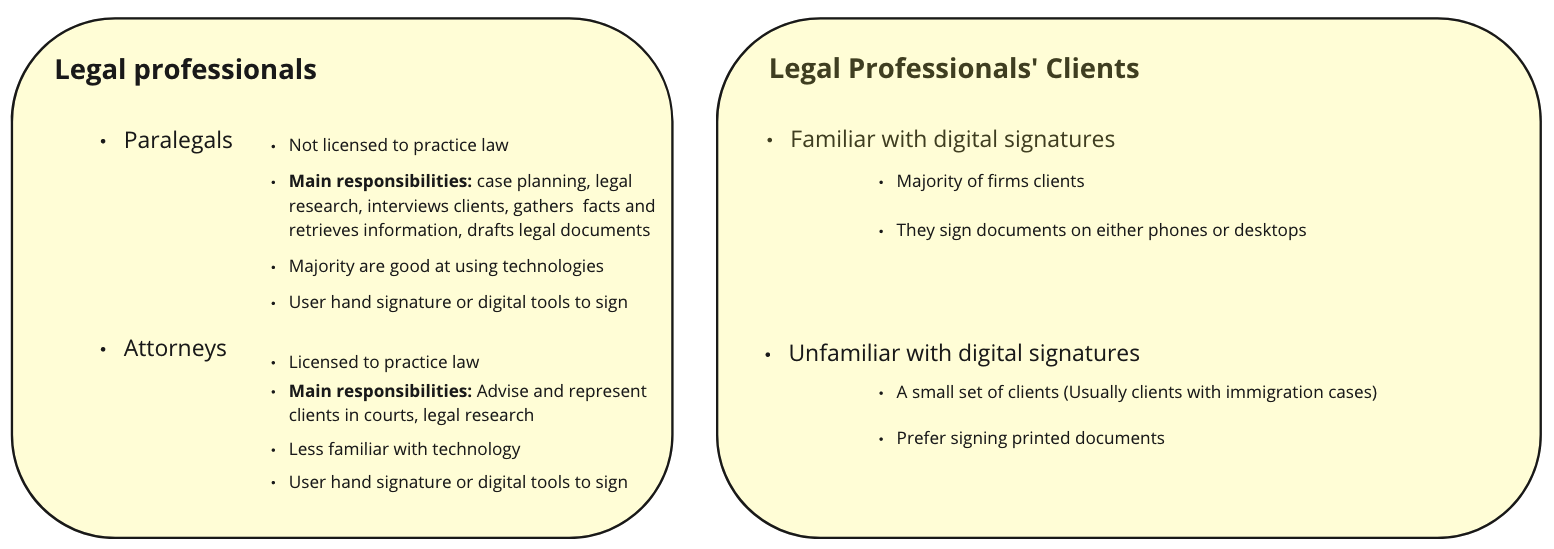 Legal professionals
• Paralegals
• Not licensed to practice law
• Main responsibilities: case planning, legal
research, interviews clients, gathers  facts and
retrieves information, drafts legal documents
• Majority are good at using technologies
• User hand signature or digital tools to sign
• Attorneys
• Licensed to practice law
• Main responsibilities: Advise and represent
clients in courts, legal research
• Less familiar with technology
• User hand signature or digital tools to sign
Legal Professionals' Clients
• Familiar with digital signatures
• Majority of firms clients
• They sign documents on either phones or desktops
• Unfamiliar with digital signatures
• A small set of clients (Usually clients with immigration cases)
• Prefer signing printed documents